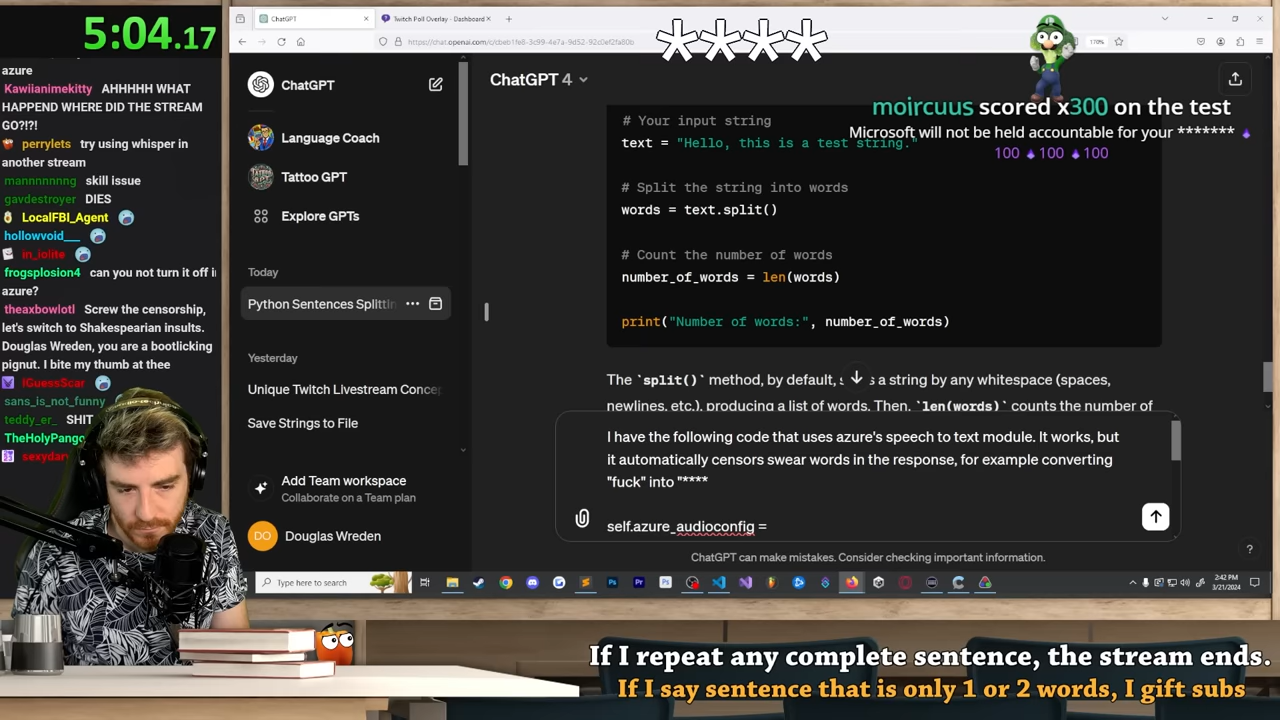 5:04.17
azure
Kawiianimekitty AHHHHH WHAT
HAPPEND WHERE DID THE STREAM
GO?!?!
perrylets try using whisper in
another stream
mannnnnnng skill issue
gavdestroyer DIES
LocalFBI_Agent
hollowvoid___
in_iolite
frogsplosion4 can you not turn it off i
azure?
theaxbowlotl Screw the censorship,
let's switch to Shakespearian insults.
Douglas Wreden, you are a bootlicking
pignut. I bite my thumb at thee
IGuessScar
sans_is_not_funny
teddy_er_ SHIT
TheHolyPango
sexydar
ChatGPT
Twitch Poll Overlay - Dashboard
****
170%
ChatGPT
Language Coach
Tattoo GPT
Explore GPTs
Today
Python Sentences Splittin
Yesterday
Unique Twitch Livestream Conce
Save Strings to File
Add Team workspace
Collaborate on a Team plan
DO Douglas Wreden
ChatGPT 4
moircuus scored x300 on the test
Microsoft will not be held accountable for your *******
100 100 100
# Your input string
text = "Hello, this is a test string."
# Split the string into words
words = text.split()
# Count the number of words
number_of_words = len(words)
print("Number of words:", number_of_words)
The `split()` method, by default, s a string by any whitespace (spaces,
newlines, etc.), producing a list of words. Then, `len(words)` counts the number of
I have the following code that uses azure's speech to text module. It works, but
it automatically censors swear words in the response, for example converting
"fuck" into "****
self.azure_audioconfig =
ChatGPT can make mistakes. Consider checking important information.
?
Type here to search
2:42 PM
3/21/2024
If I repeat any complete sentence, the stream ends.
If I say sentence that is only 1 or 2 words, I gift subs